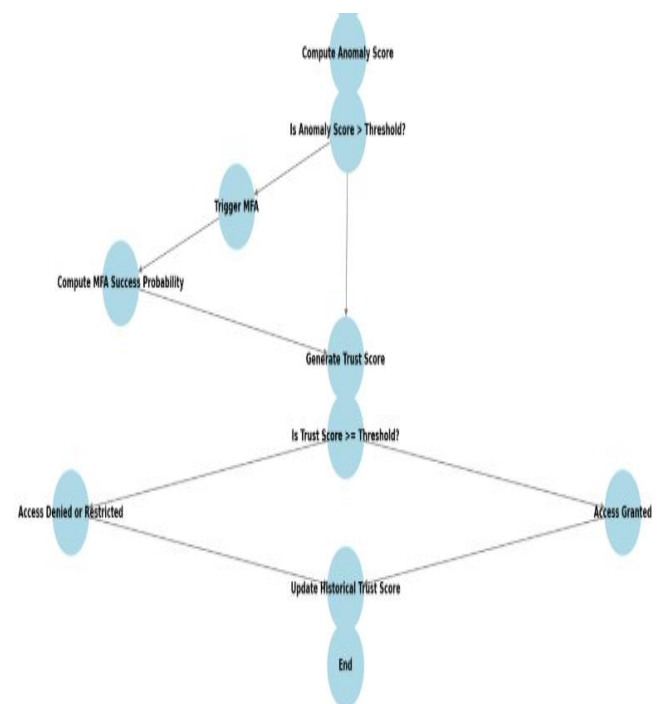 Compute Anomaly Score
Is Anomaly Score > Threshold?
Trigger MFA
Compute MFA Success Probability
Generate Trust Score
Is Trust Score >= Threshold?
Access Denied or Restricted
Access Granted
Update Historical Trust Score
End